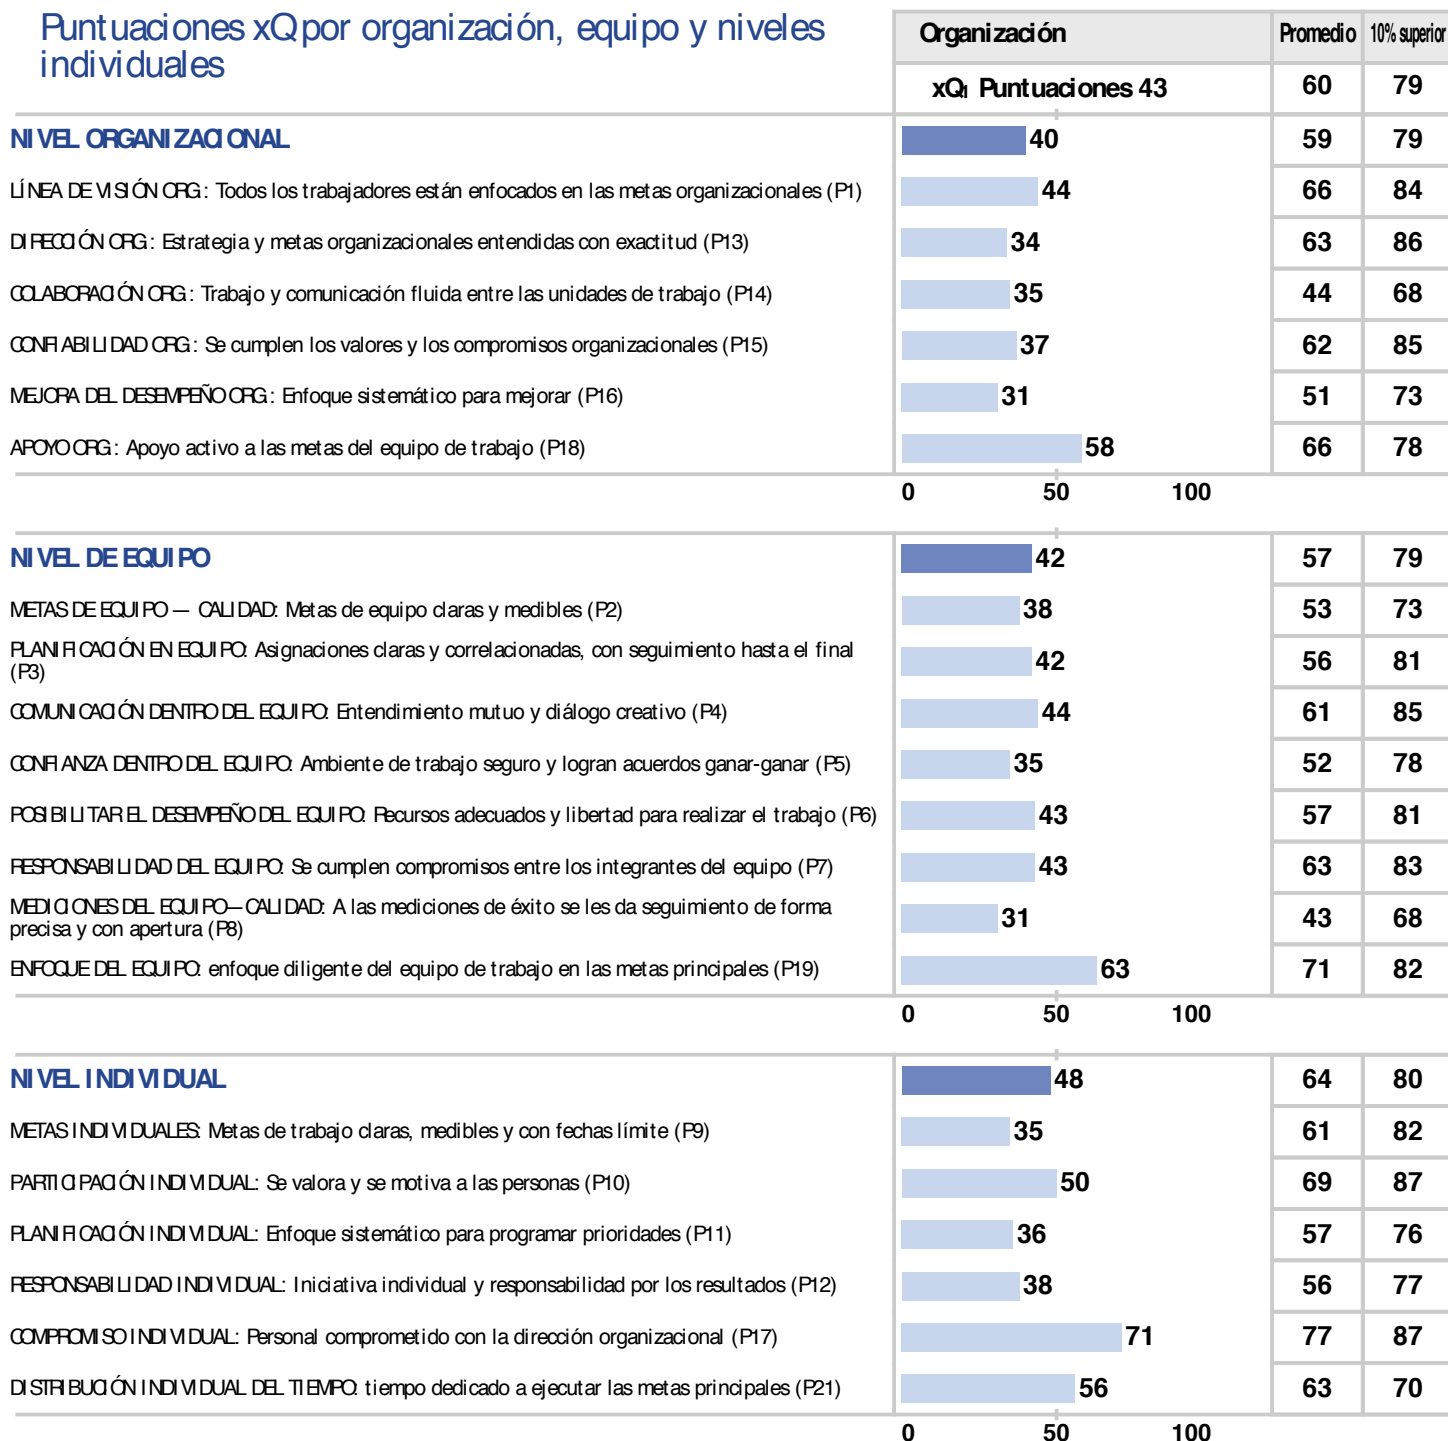 Puntuaciones xQ por organización, equipo y niveles
individuales
Organización Promedio 10% superior
xQ1 Puntuaciones 43 60 79
NIVEL ORGANIZACIONAL 40 59 79
LÍNEA DE VISIÓN ORG.: Todos los trabajadores están enfocados en las metas organizacionales (P1) 44 66 84
DIRECCIÓN ORG.: Estrategia y metas organizacionales entendidas con exactitud (P13) 34 63 86
COLABORACIÓN ORG.: Trabajo y comunicación fluida entre las unidades de trabajo (P14) 35 44 68
CONFIABILIDAD ORG.: Se cumplen los valores y los compromisos organizacionales (P15) 37 62 85
MEJORA DEL DESEMPEÑO ORG.: Enfoque sistemático para mejorar (P16) 31 51 73
APOYO ORG.: Apoyo activo a las metas del equipo de trabajo (P18) 58 66 78
0 50 100
NIVEL DE EQUIPO 42 57 79
METAS DE EQUIPO — CALIDAD: Metas de equipo claras y medibles (P2) 38 53 73
PLANIFICACIÓN EN EQUIPO: Asignaciones claras y correlacionadas, con seguimiento hasta el final
(P3) 42 56 81
COMUNICACIÓN DENTRO DEL EQUIPO: Entendimiento mutuo y diálogo creativo (P4) 44 61 85
CONFIANZA DENTRO DEL EQUIPO: Ambiente de trabajo seguro y logran acuerdos ganar-ganar (P5) 35 52 78
POSIBILITAR EL DESEMPEÑO DEL EQUIPO: Recursos adecuados y libertad para realizar el trabajo (P6) 43 57 81
RESPONSABILIDAD DEL EQUIPO: Se cumplen compromisos entre los integrantes del equipo (P7) 43 63 83
MEDICIONES DEL EQUIPO—CALIDAD: A las mediciones de éxito se les da seguimiento de forma
precisa y con apertura (P8) 31 43 68
ENFOQUE DEL EQUIPO: enfoque diligente del equipo de trabajo en las metas principales (P19) 63 71 82
0 50 100
NIVEL INDIVIDUAL 48 64 80
METAS INDIVIDUALES: Metas de trabajo claras, medibles y con fechas límite (P9) 35 61 82
PARTICIPACIÓN INDIVIDUAL: Se valora y se motiva a las personas (P10) 50 69 87
PLANIFICACIÓN INDIVIDUAL: Enfoque sistemático para programar prioridades (P11) 36 57 76
RESPONSABILIDAD INDIVIDUAL: Iniciativa individual y responsabilidad por los resultados (P12) 38 56 77
COMPROMISO INDIVIDUAL: Personal comprometido con la dirección organizacional (P17) 71 77 87
DISTRIBUCIÓN INDIVIDUAL DEL TIEMPO: tiempo dedicado a ejecutar las metas principales (P21) 56 63 70
0 50 100